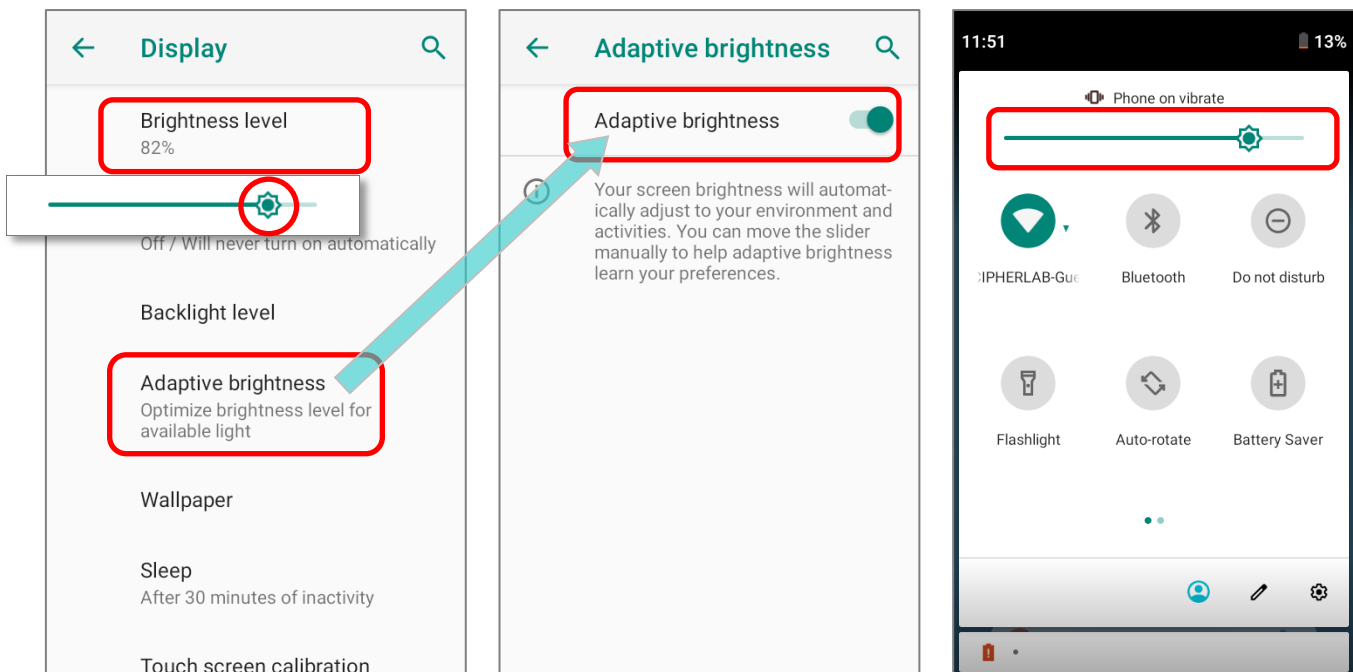 Display
Brightness level
82%
Off / Will never turn on automatically
Backlight level
Adaptive brightness
Optimize brightness level for
available light
Wallpaper
Sleep
After 30 minutes of inactivity
Touch screen calibration
Adaptive brightness
Adaptive brightness
Your screen brightness will automat-
ically adjust to your environment and
activities. You can move the slider
manually to help adaptive brightness
learn your preferences.
11:51 13%
Phone on vibrate
CIPHERLAB-Gue Bluetooth Do not disturb
Flashlight Auto-rotate Battery Saver